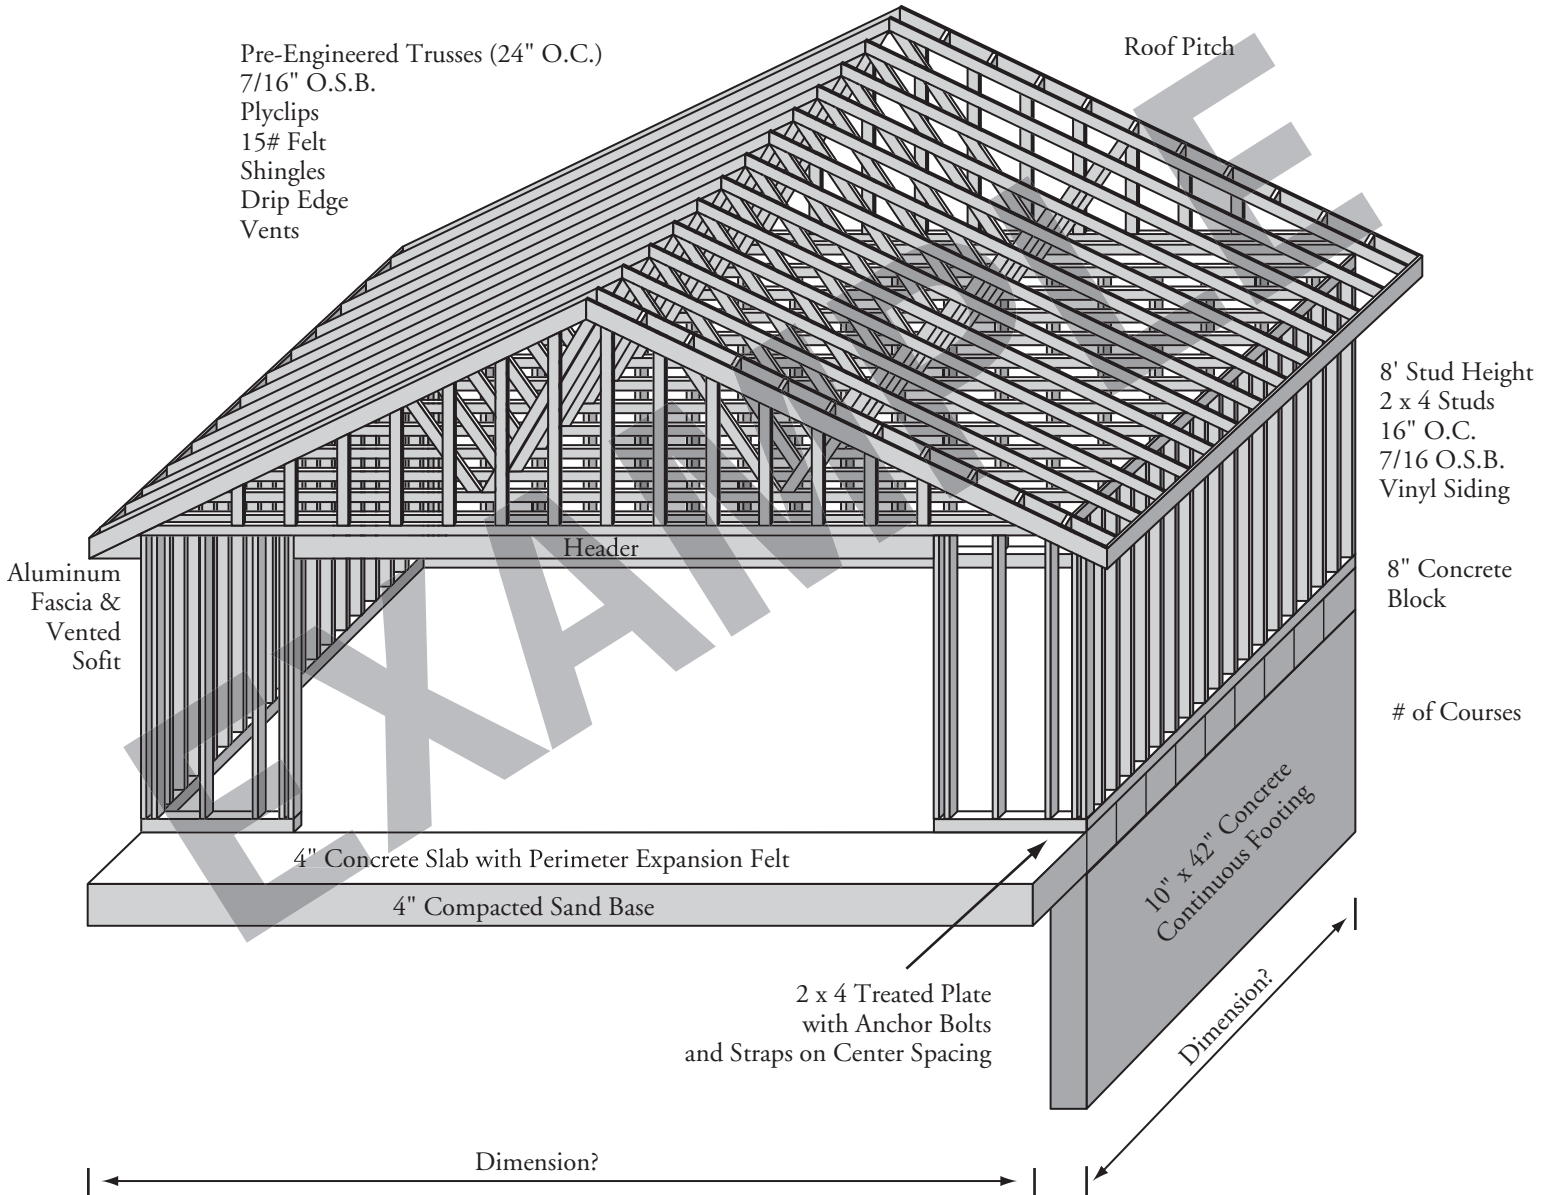 Pre-Engineered Trusses (24" O.C.)
7/16" O.S.B.
Plyclips
15# Felt
Shingles
Drip Edge
Vents
Roof Pitch
8' Stud Height
2 x 4 Studs
16" O.C.
7/16 O.S.B.
Vinyl Siding
Header
Aluminum
Fascia &
Vented
Sofit
8" Concrete
Block
# of Courses
EXAMPLE
4" Concrete Slab with Perimeter Expansion Felt
4" Compacted Sand Base
10" x 42" Concrete
Continuous Footing
2 x 4 Treated Plate
with Anchor Bolts
and Straps on Center Spacing
Dimension?
Dimension?